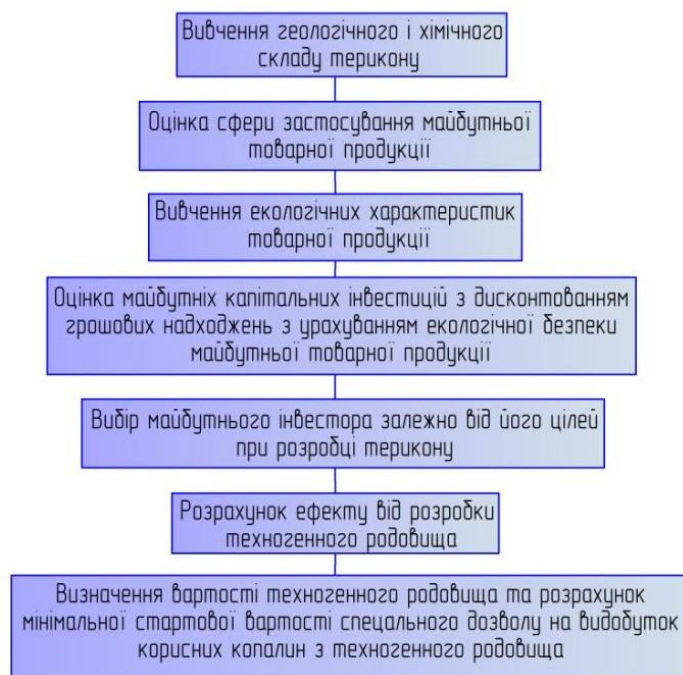 Вивчення геологічного і хімічного
складу терикону
Оцінка сфери застосування майбутньої
товарної продукції
Вивчення екологічних характеристик
товарної продукції
Оцінка майбутніх капітальних інвестицій з дисконтованням
грошових надходжень з урахуванням екологічної безпеки
майбутньої товарної продукції
Вибір майбутнього інвестора залежно від його цілей
при розробці терикону
Розрахунок ефекту від розробки
техногенного родовища
Визначення вартості техногенного родовища та розрахунок
мінімальної стартової вартості спецального дозволу на видобуток
корисних копалин з техногенного родовища